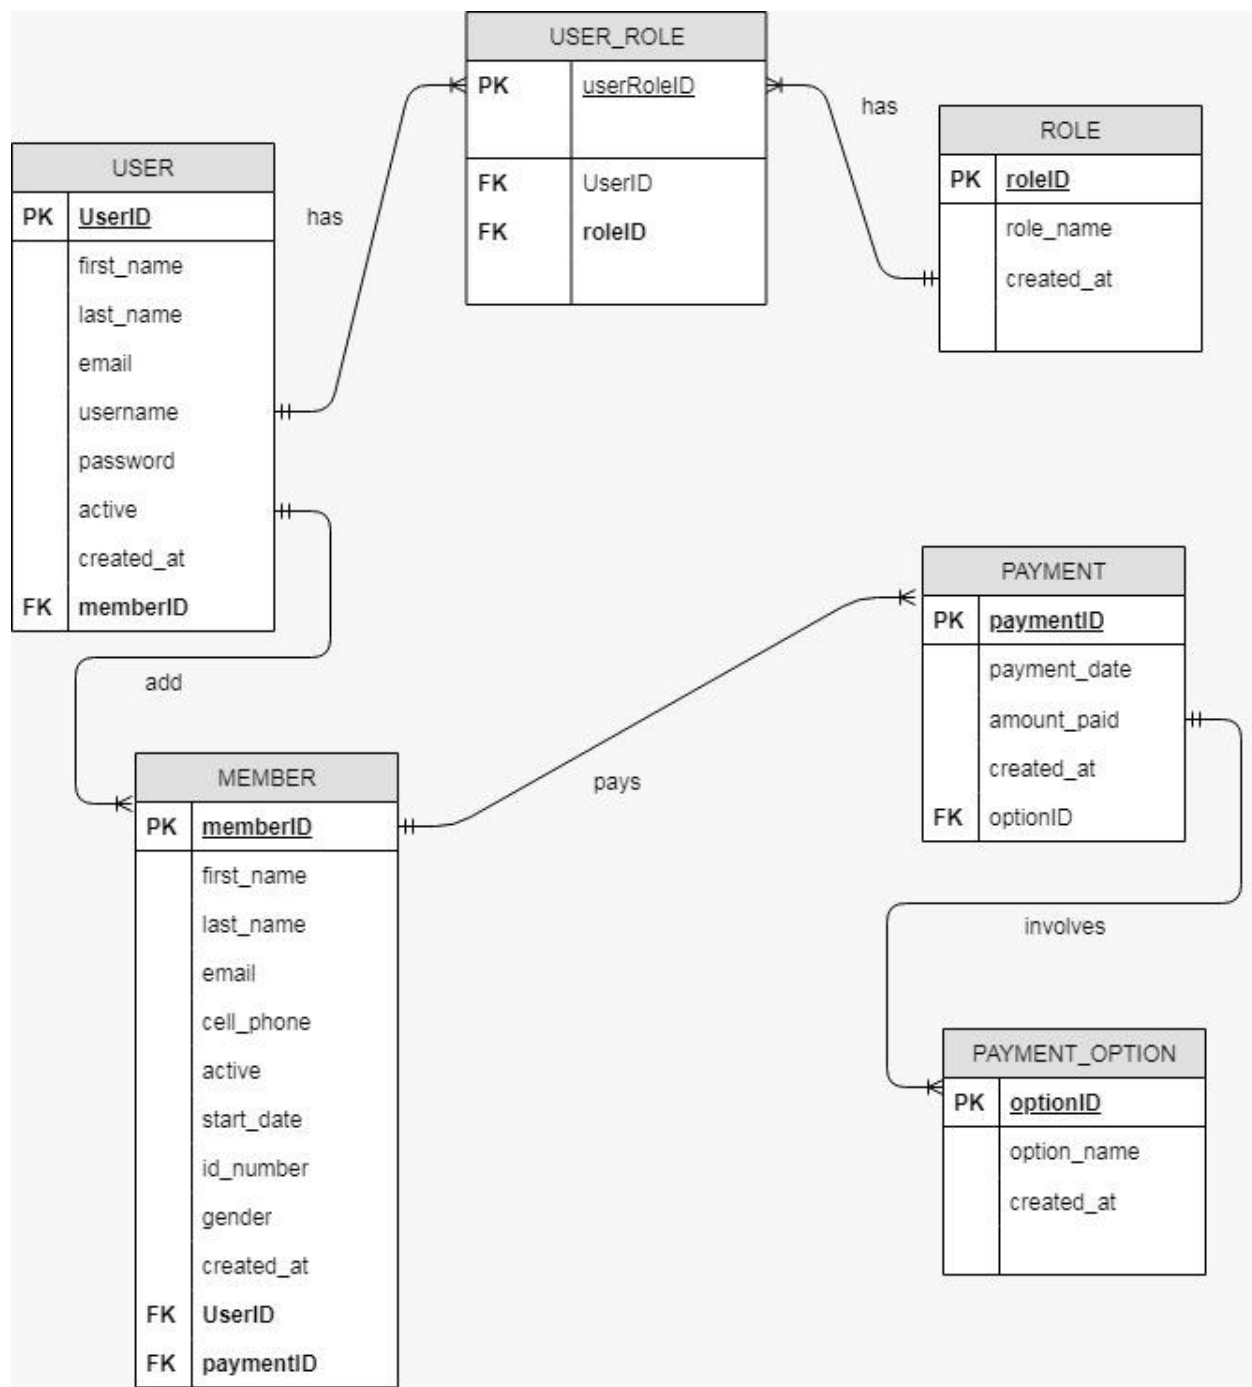 USER_ROLE
PK userRoleID
FK UserID
FK roleID
has
ROLE
PK roleID
role_name
created_at
USER
PK UserID
first_name
last_name
email
username
password
active
created_at
FK memberID
has
add
PAYMENT
PK paymentID
payment_date
amount_paid
created_at
FK optionID
pays
MEMBER
PK memberID
first_name
last_name
email
cell_phone
active
start_date
id_number
gender
created_at
FK UserID
FK paymentID
involves
PAYMENT_OPTION
PK optionID
option_name
created_at